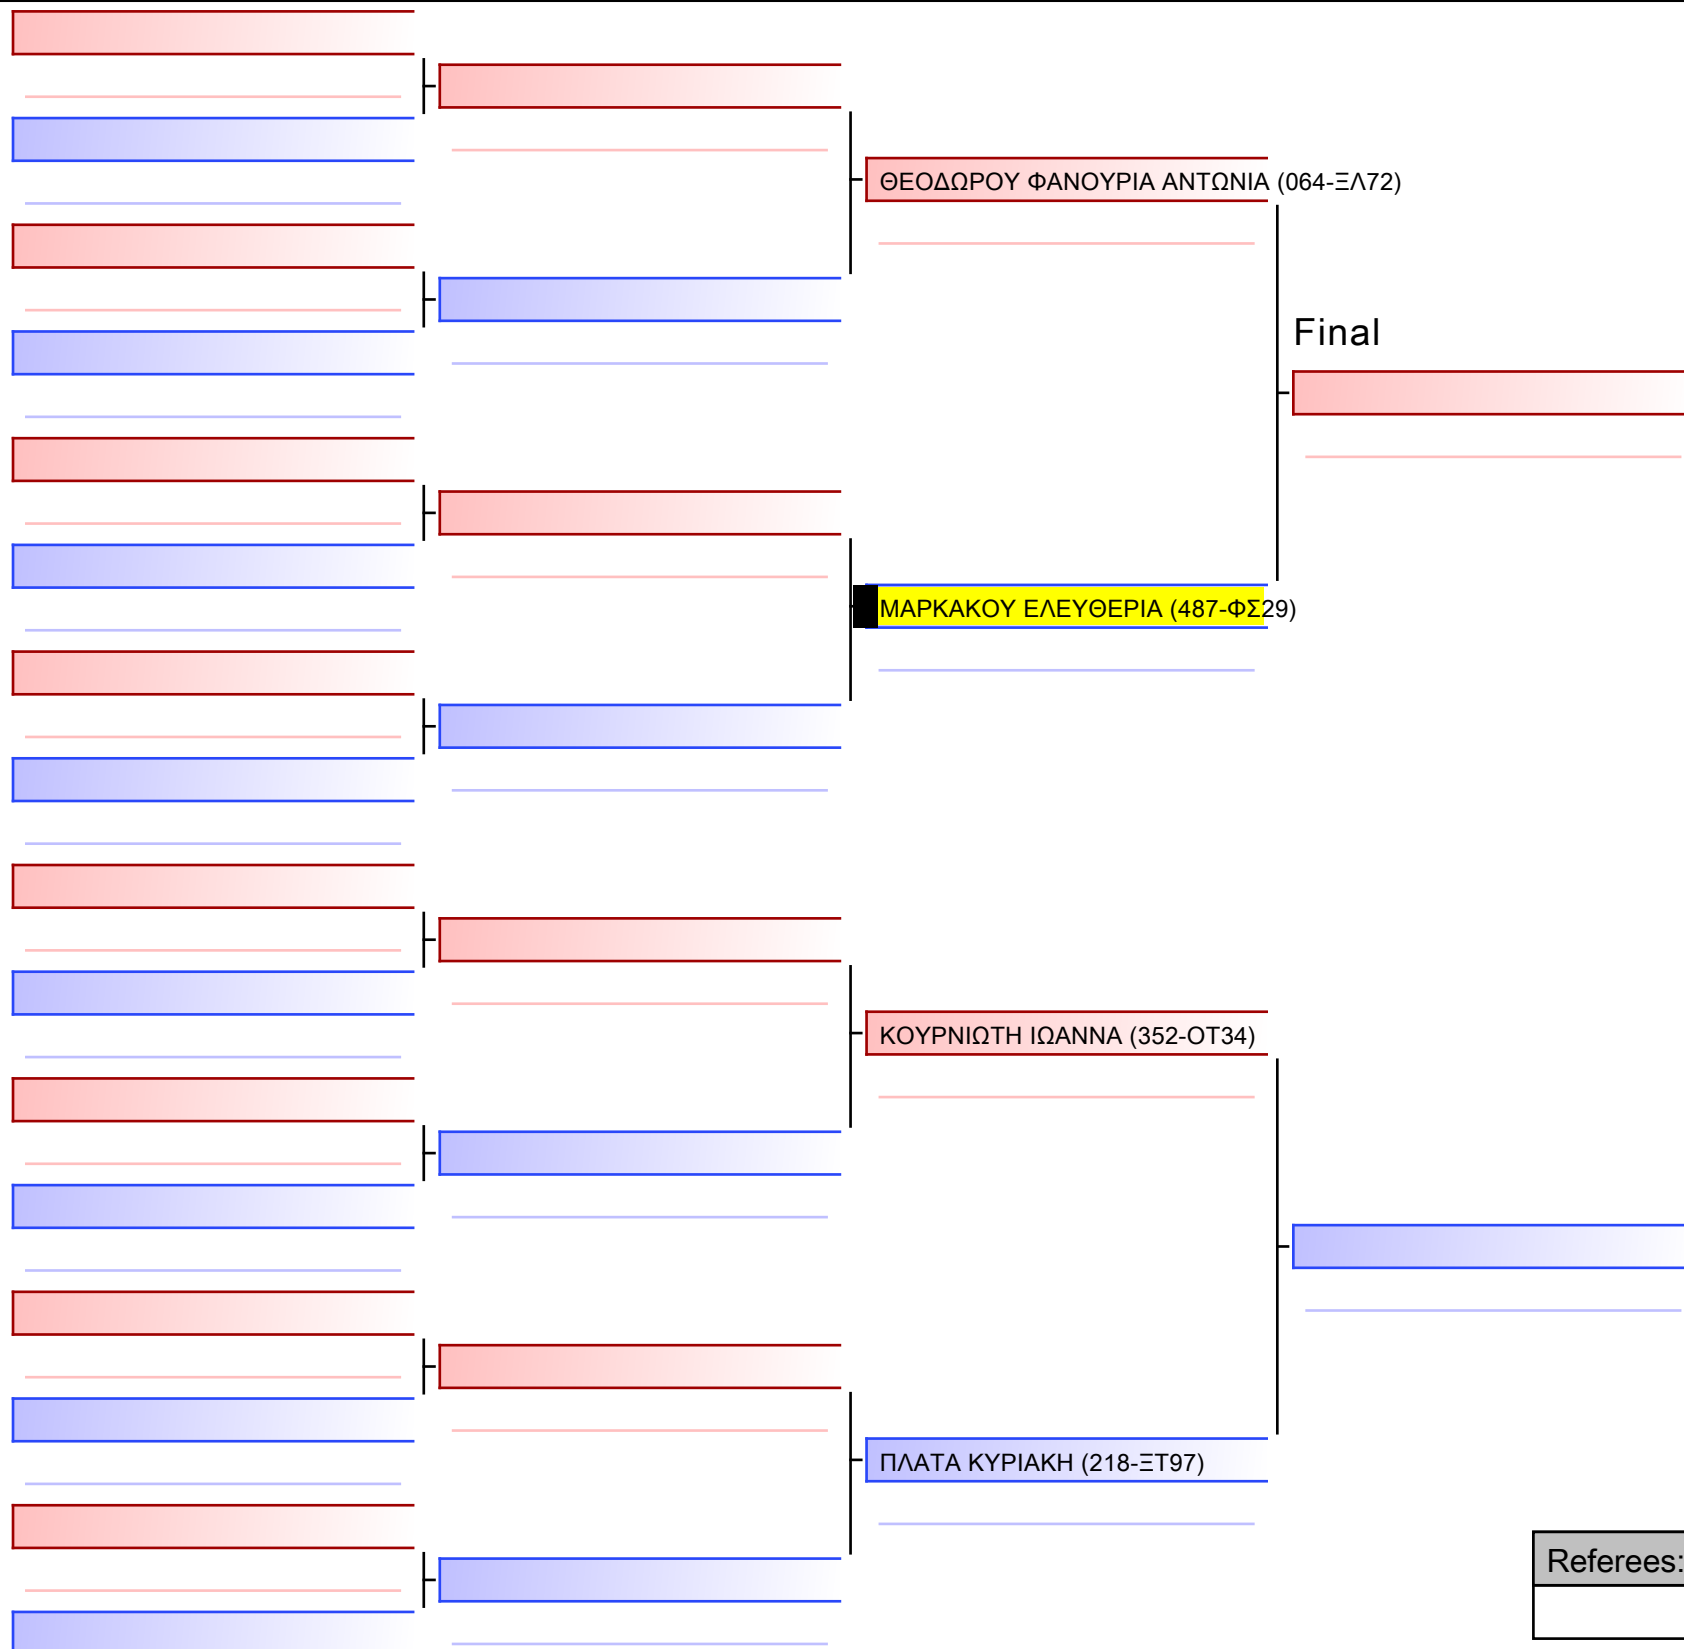 ΘΕΟΔΩΡΟΥ ΦΑΝΟΥΡΙΑ ΑΝΤΩΝΙΑ (064-ΞΛ72)
Final
ΜΑΡΚΑΚΟΥ ΕΛΕΥΘΕΡΙΑ (487-ΦΣ29)
ΚΟΥΡΝΙΩΤΗ ΙΩΑΝΝΑ (352-ΟΤ34)
ΠΛΑΤΑ ΚΥΡΙΑΚΗ (218-ΞΤ97)
Referees: